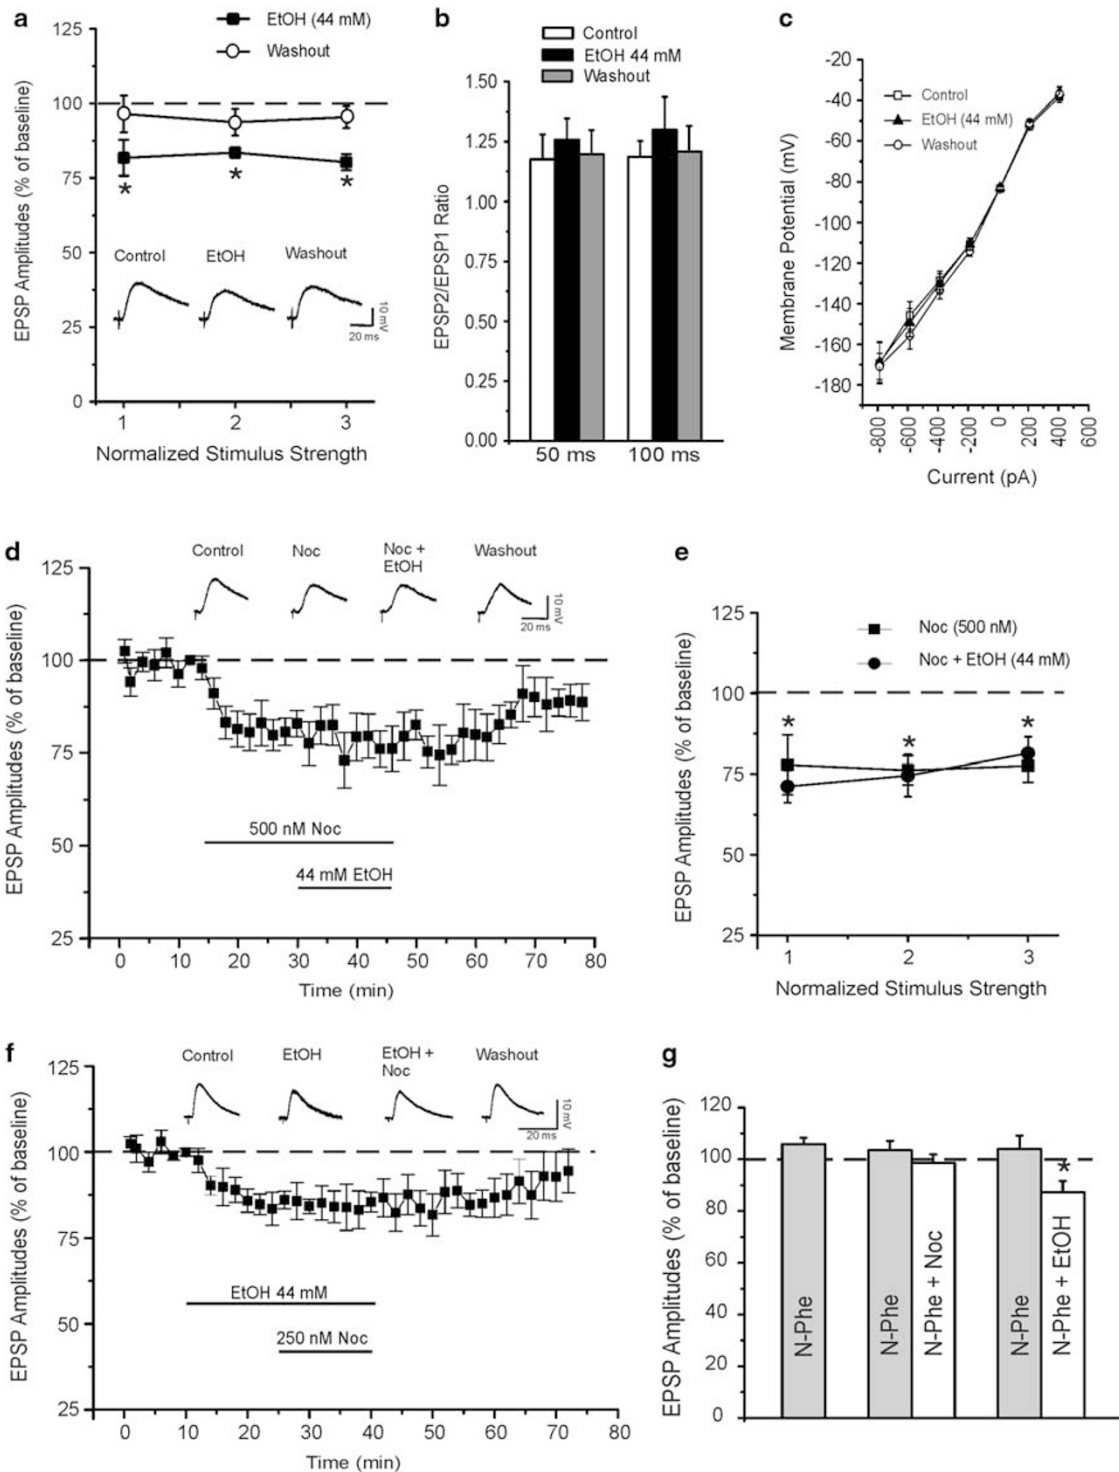 a
EtOH (44 mM)
Washout
EPSP Amplitudes (% of baseline)
125
100
75
50
25
0
* * *
Control EtOH Washout
10 mV
20 ms
1 2 3
Normalized Stimulus Strength
b
Control
EtOH 44 mM
Washout
EPSP2/EPSP1 Ratio
1.50
1.25
1.00
0.75
0.50
1.25
0.00
50 ms 100 ms
c
Control
EtOH (44 mM)
Washout
Membrane Potential (mV)
-20
-40
-60
-80
-100
-120
-140
-160
-180
-800 -600 -400 -200 0 200 400 600
Current (pA)
d
Control Noc Noc + EtOH Washout
10 mV
20 ms
EPSP Amplitudes (% of baseline)
125
100
75
50
25
500 nM Noc
44 mM EtOH
0 10 20 30 40 50 60 70 80
Time (min)
e
Noc (500 nM)
Noc + EtOH (44 mM)
EPSP Amplitudes (% of baseline)
125
100
75
50
25
* * *
1 2 3
Normalized Stimulus Strength
f
Control EtOH EtOH + Noc Washout
10 mV
20 ms
EPSP Amplitudes (% of baseline)
125
100
75
50
25
EtOH 44 mM
250 nM Noc
0 10 20 30 40 50 60 70 80
Time (min)
g
EPSP Amplitudes (% of baseline)
120
100
80
60
40
20
0
*
N-Phe
N-Phe
N-Phe + Noc
N-Phe
N-Phe + EtOH